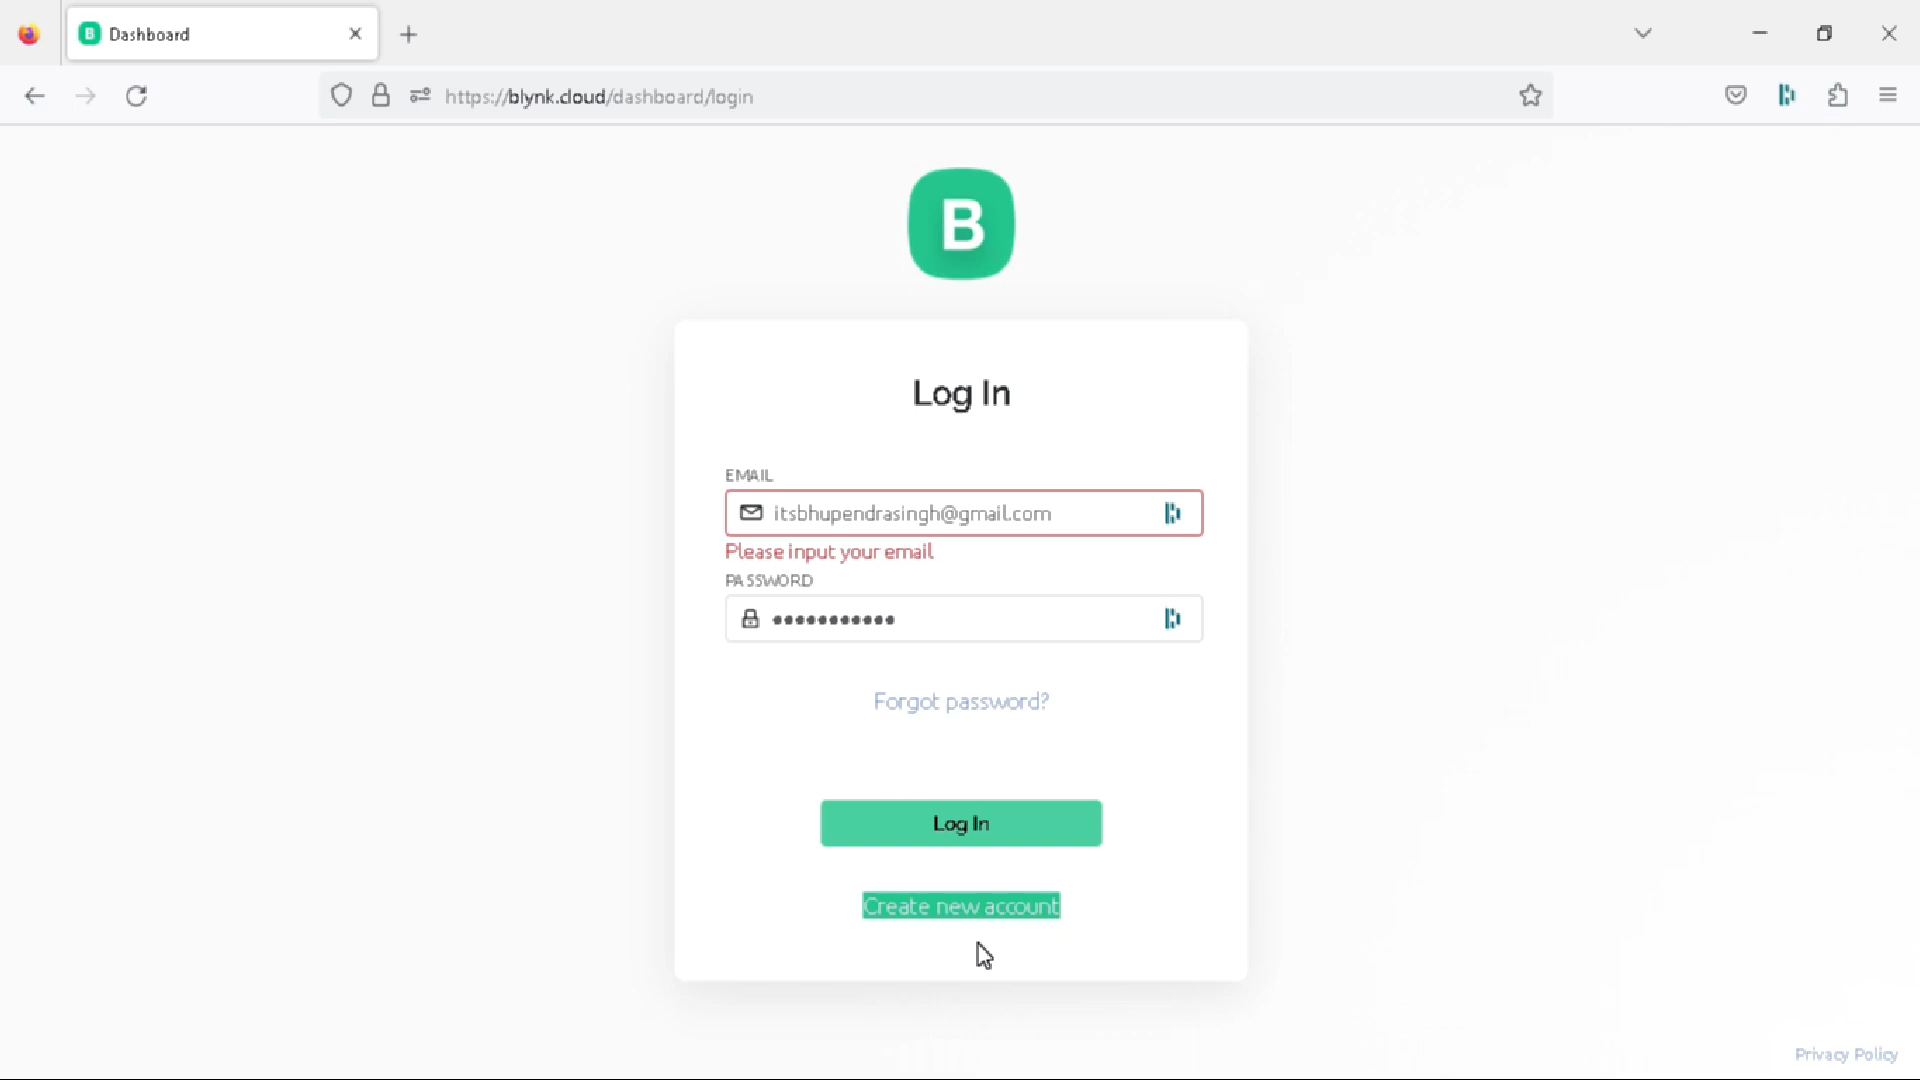 B Dashboard
https://blynk.cloud/dashboard/login
B
Log In
EMAIL
itsbhupendrasingh@gmail.com
Please input your email
PASSWORD
•••••••••••
Forgot password?
Log In
Create new account
Privacy Policy